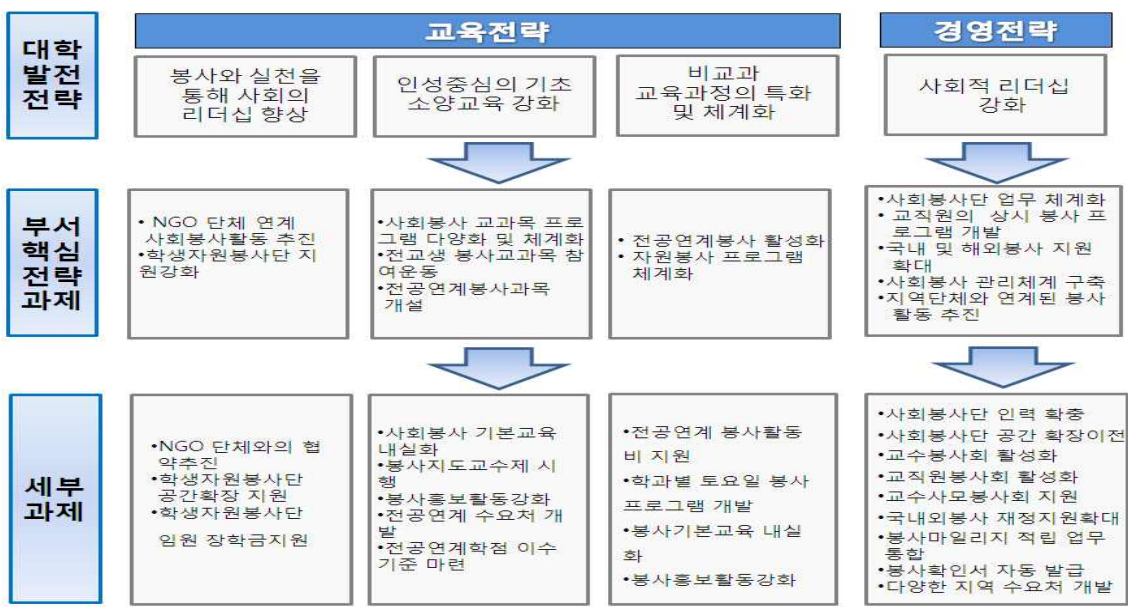 대학
발전
전략
교육전략
경영전략
봉사와 실천을
통해 사회의
리더십 향상
인성중심의 기초
소양교육 강화
비교과
교육과정의 특화
및 체계화
사회적 리더십
강화
부서
핵심
전략
과제
• NGO 단체 연계
사회봉사활동 추진
•학생자원봉사단 지
원강화
•사회봉사 교과목 프로
그램 다양화 및 체계화
•전교생 봉사교과목 참
여운동
•전공연계봉사과목
개설
• 전공연계봉사 활성화
• 자원봉사 프로그램
체계화
•사회봉사단 업무 체계화
• 교직원의 상시 봉사 프
로그램 개발
•국내 및 해외봉사 지원
확대
•사회봉사 관리체계 구축
•지역단체와 연계된 봉사
활동 추진
세부
과제
•NGO 단체와의 협
약추진
•학생자원봉사단
공간확장 지원
•학생자원봉사단
임원 장학금지원
•사회봉사 기본교육
내실화
•봉사지도교수제 시
행
•봉사홍보활동강화
•전공연계 수요처 개
발
•전공연계학점 이수
기준 마련
•전공연계 봉사활동
비 지원
•학과별 토요일 봉사
프로그램 개발
•봉사기본교육 내실
화
•봉사홍보활동강화
•사회봉사단 인력 확충
•사회봉사단 공간 확장이전
•교수봉사회 활성화
•교직원봉사회 활성화
•교수사모봉사회 지원
•국내외봉사 재정지원확대
•봉사마일리지 적립 업무
통합
•봉사확인서 자동 발급
•다양한 지역 수요처 개발